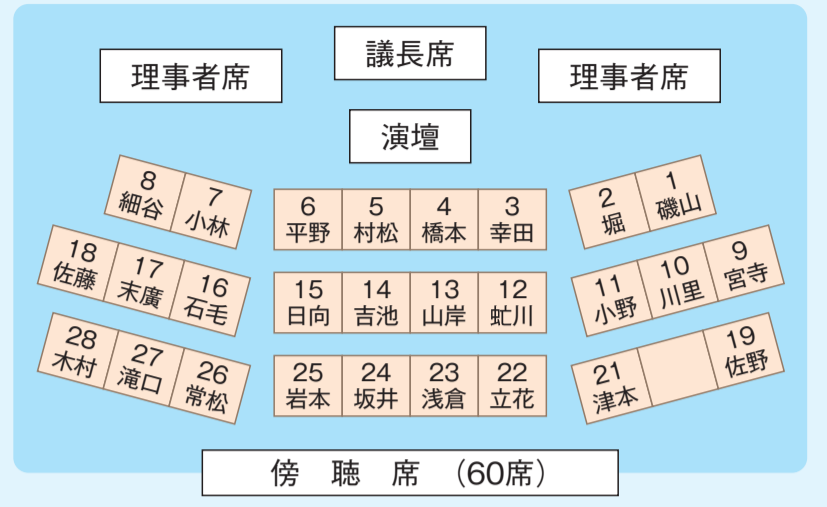 議長席
理事者席
理事者席
演壇
8
細谷
7
小林
6
平野
5
村松
4
橋本
3
幸田
2
堀
1
磯山
18
佐藤
17
末廣
16
石毛
15
日向
14
吉池
13
山岸
12
虻川
11
小野
10
川里
9
宮寺
28
木村
27
滝口
26
常松
25
岩本
24
坂井
23
浅倉
22
立花
21
津本
19
佐野
傍 聴 席 （60席）